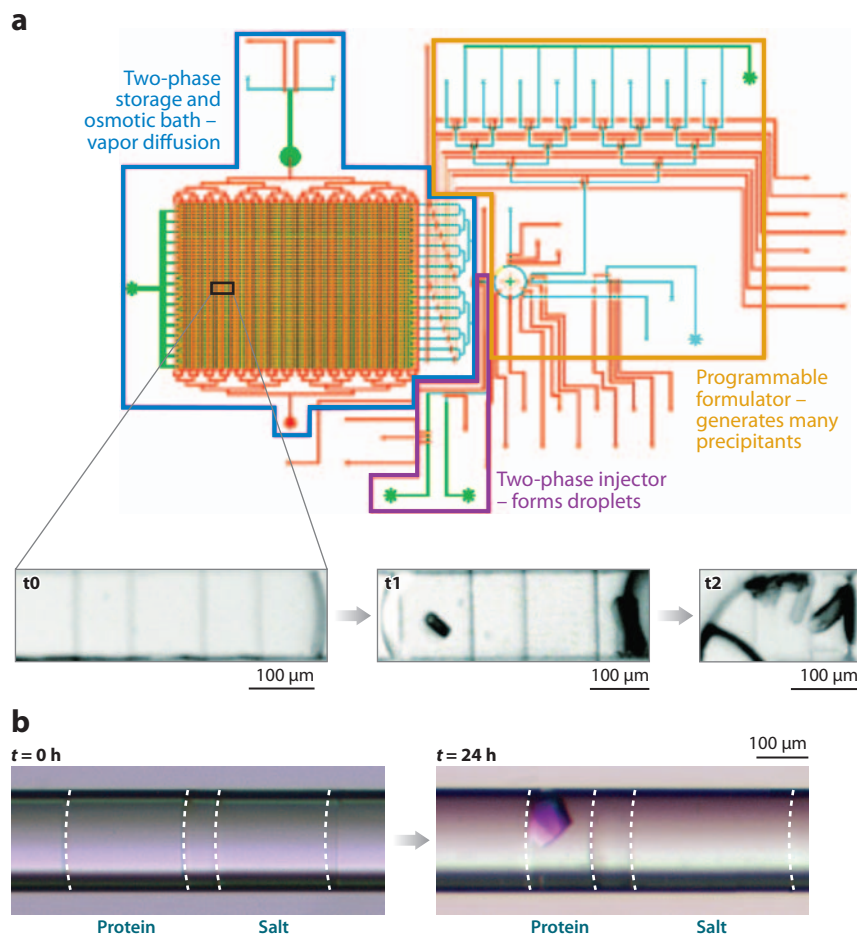 a
Two-phase
storage and
osmotic bath –
vapor diffusion
Programmable
formulator –
generates many
precipitants
Two-phase injector
– forms droplets
t0
t1
t2
100 µm
100 µm
100 µm
b
t = 0 h
t = 24 h
100 µm
Protein
Salt
Protein
Salt